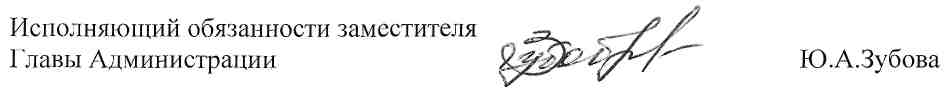 Исполняющий обязанности заместителя
Главы Администрации Ю.А.Зубова